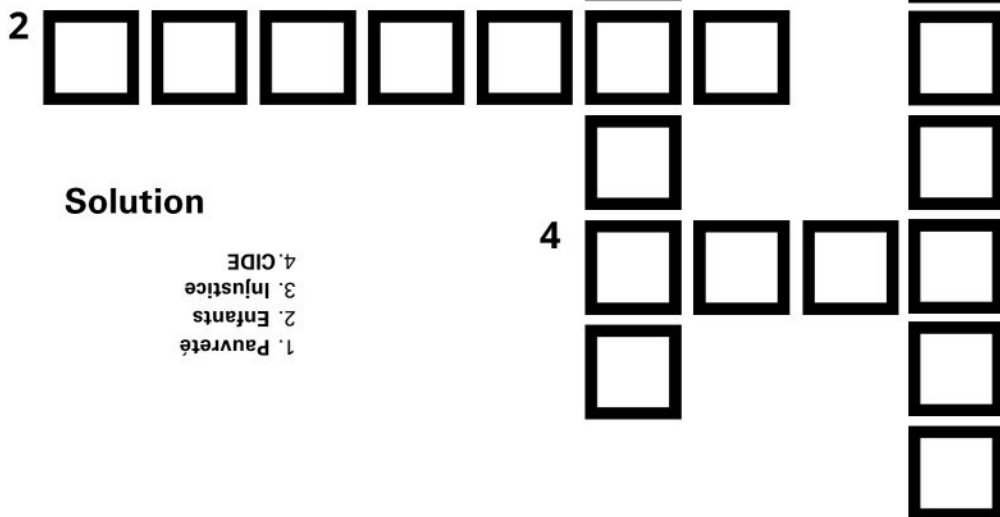 2
Solution
4
1. Pauvreté
2. Enfants
3. Injustice
4. CIDE